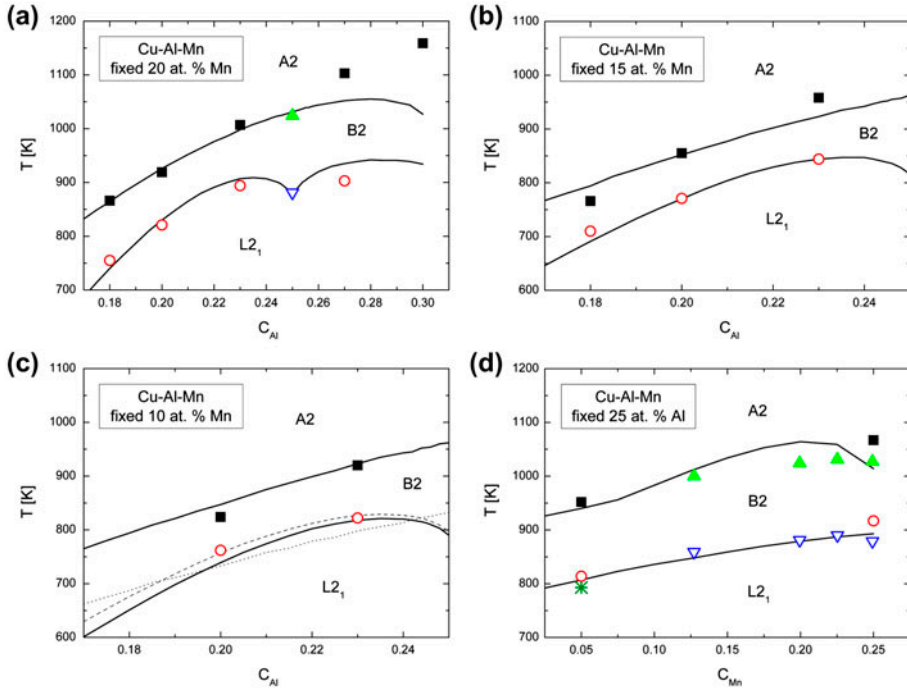 (a)
1200
1100
1000
900
800
700
T [K]
Cu-Al-Mn
fixed 20 at. % Mn
A2
B2
L2₁
0.18 0.20 0.22 0.24 0.26 0.28 0.30
C_Al
(b)
1100
1000
900
800
700
600
T [K]
Cu-Al-Mn
fixed 15 at. % Mn
A2
B2
L2₁
0.18 0.20 0.22 0.24
C_Al
(c)
1100
1000
900
800
700
600
T [K]
Cu-Al-Mn
fixed 10 at. % Mn
A2
B2
L2₁
0.18 0.20 0.22 0.24
C_Al
(d)
1200
1100
1000
900
800
700
T [K]
Cu-Al-Mn
fixed 25 at. % Al
A2
B2
L2₁
0.05 0.10 0.15 0.20 0.25
C_Mn